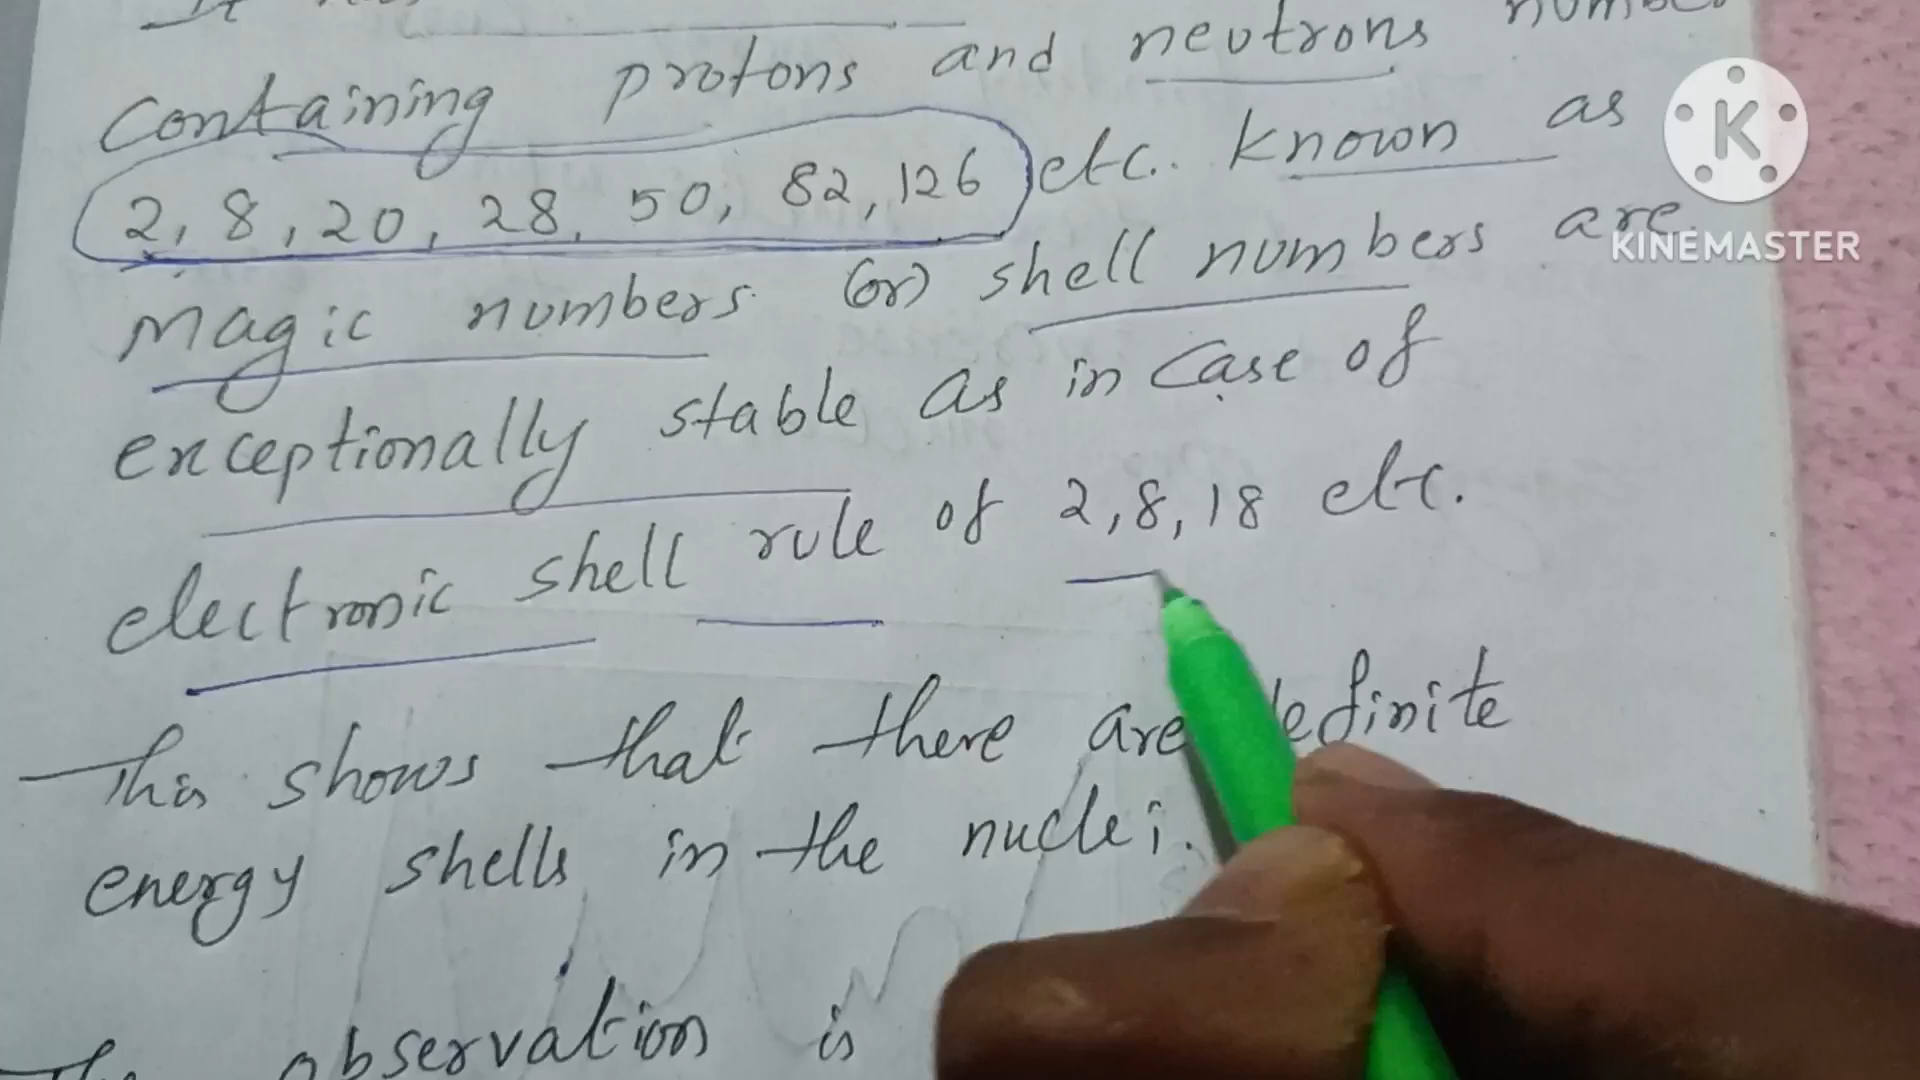 containing protons and neutrons number
2, 8, 20, 28, 50, 82, 126 etc. known as
Magic numbers (or) shell numbers are
exceptionally stable as in case of
electronic shell rule of 2, 8, 18 etc.
This shows that there are definite
energy shells in the nuclei.
observation is
K
KINEMASTER